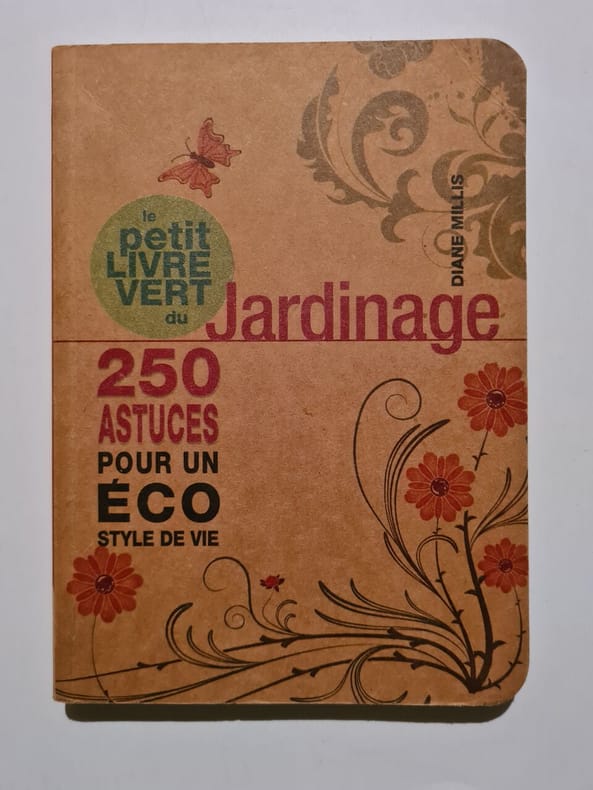 le
petit
LIVRE
VERT
du
Jardinage
DIANE MILLIS
250
ASTUCES
POUR UN
ÉCO
STYLE DE VIE